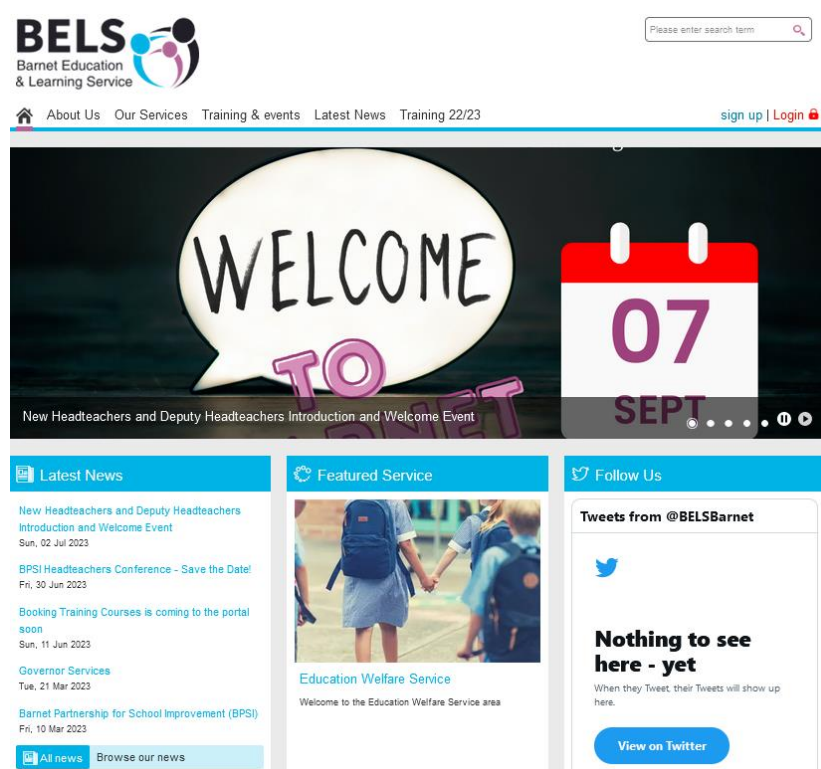 BELS
Barnet Education
& Learning Service
Please enter search term
About Us Our Services Training & events Latest News Training 22/23
sign up | Login
WELCOME
TO
BARNET
07
SEPT
New Headteachers and Deputy Headteachers Introduction and Welcome Event
Latest News
New Headteachers and Deputy Headteachers
Introduction and Welcome Event
Sun, 02 Jul 2023
BPSI Headteachers Conference - Save the Date!
Fri, 30 Jun 2023
Booking Training Courses is coming to the portal
soon
Sun, 11 Jun 2023
Governor Services
Tue, 21 Mar 2023
Barnet Partnership for School Improvement (BPSI)
Fri, 10 Mar 2023
All news Browse our news
Featured Service
Education Welfare Service
Welcome to the Education Welfare Service area
Follow Us
Tweets from @BELSBarnet
Nothing to see
here - yet
When they Tweet, their Tweets will show up
here.
View on Twitter